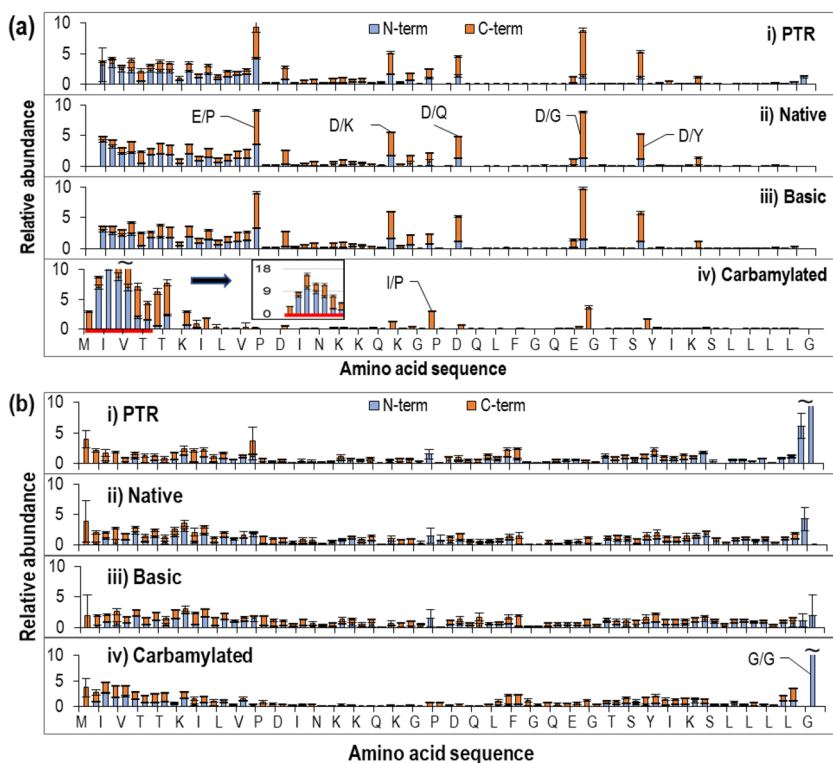 (a)
10
5
0
N-term
C-term
i) PTR
10
5
0
E/P
D/K
D/Q
D/G
D/Y
ii) Native
10
5
0
iii) Basic
10
5
0
~
18
9
0
I/P
iv) Carbamylated
Relative abundance
M I V T T K I L V P D I N K K Q K G P D Q L F G Q E G T S Y I K S L L L L G
Amino acid sequence
(b)
10
5
0
i) PTR
N-term
C-term
~
10
5
0
ii) Native
10
5
0
iii) Basic
10
5
0
iv) Carbamylated
G/G
~
Relative abundance
M I V T T K I L V P D I N K K Q K G P D Q L F G Q E G T S Y I K S L L L L G
Amino acid sequence